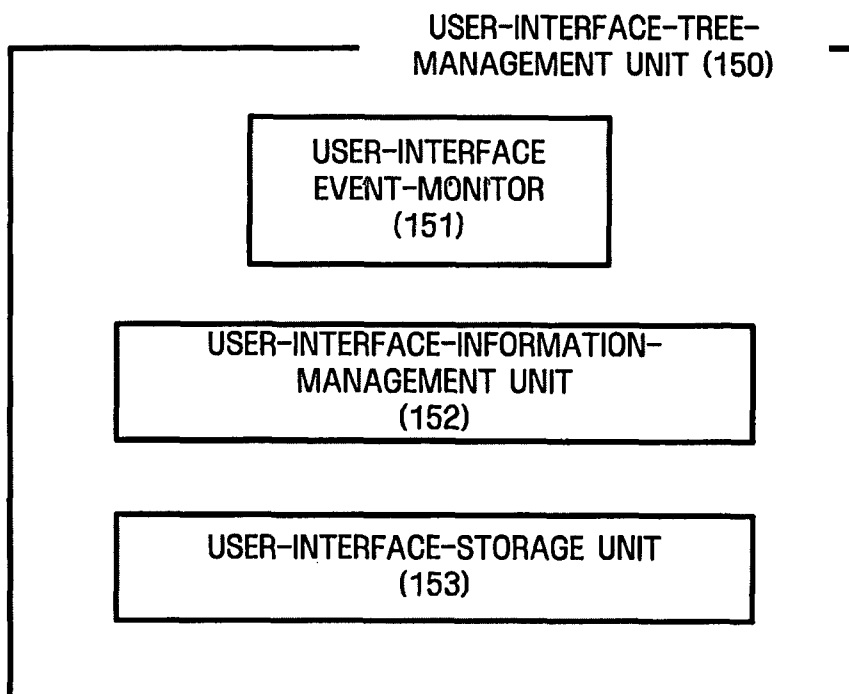 USER-INTERFACE-TREE-
MANAGEMENT UNIT (150)
USER-INTERFACE
EVENT-MONITOR
(151)
USER-INTERFACE-INFORMATION-
MANAGEMENT UNIT
(152)
USER-INTERFACE-STORAGE UNIT
(153)